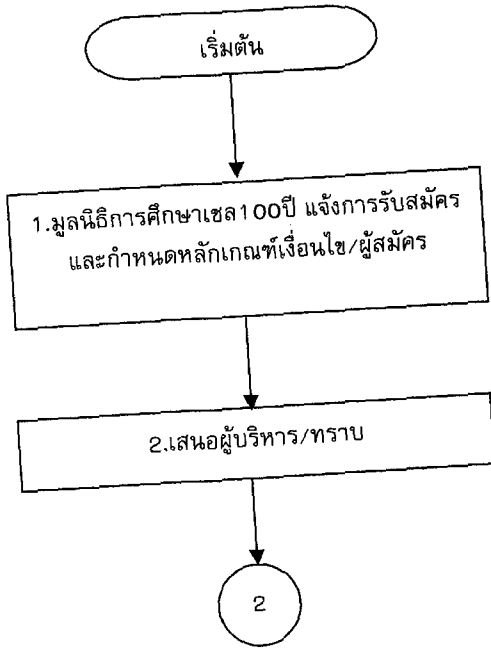 เริ่มต้น
1.มูลนิธิการศึกษาเชล100ปี แจ้งการรับสมัคร
และกำหนดหลักเกณฑ์เงื่อนไข/ผู้สมัคร
2.เสนอผู้บริหาร/ทราบ
2